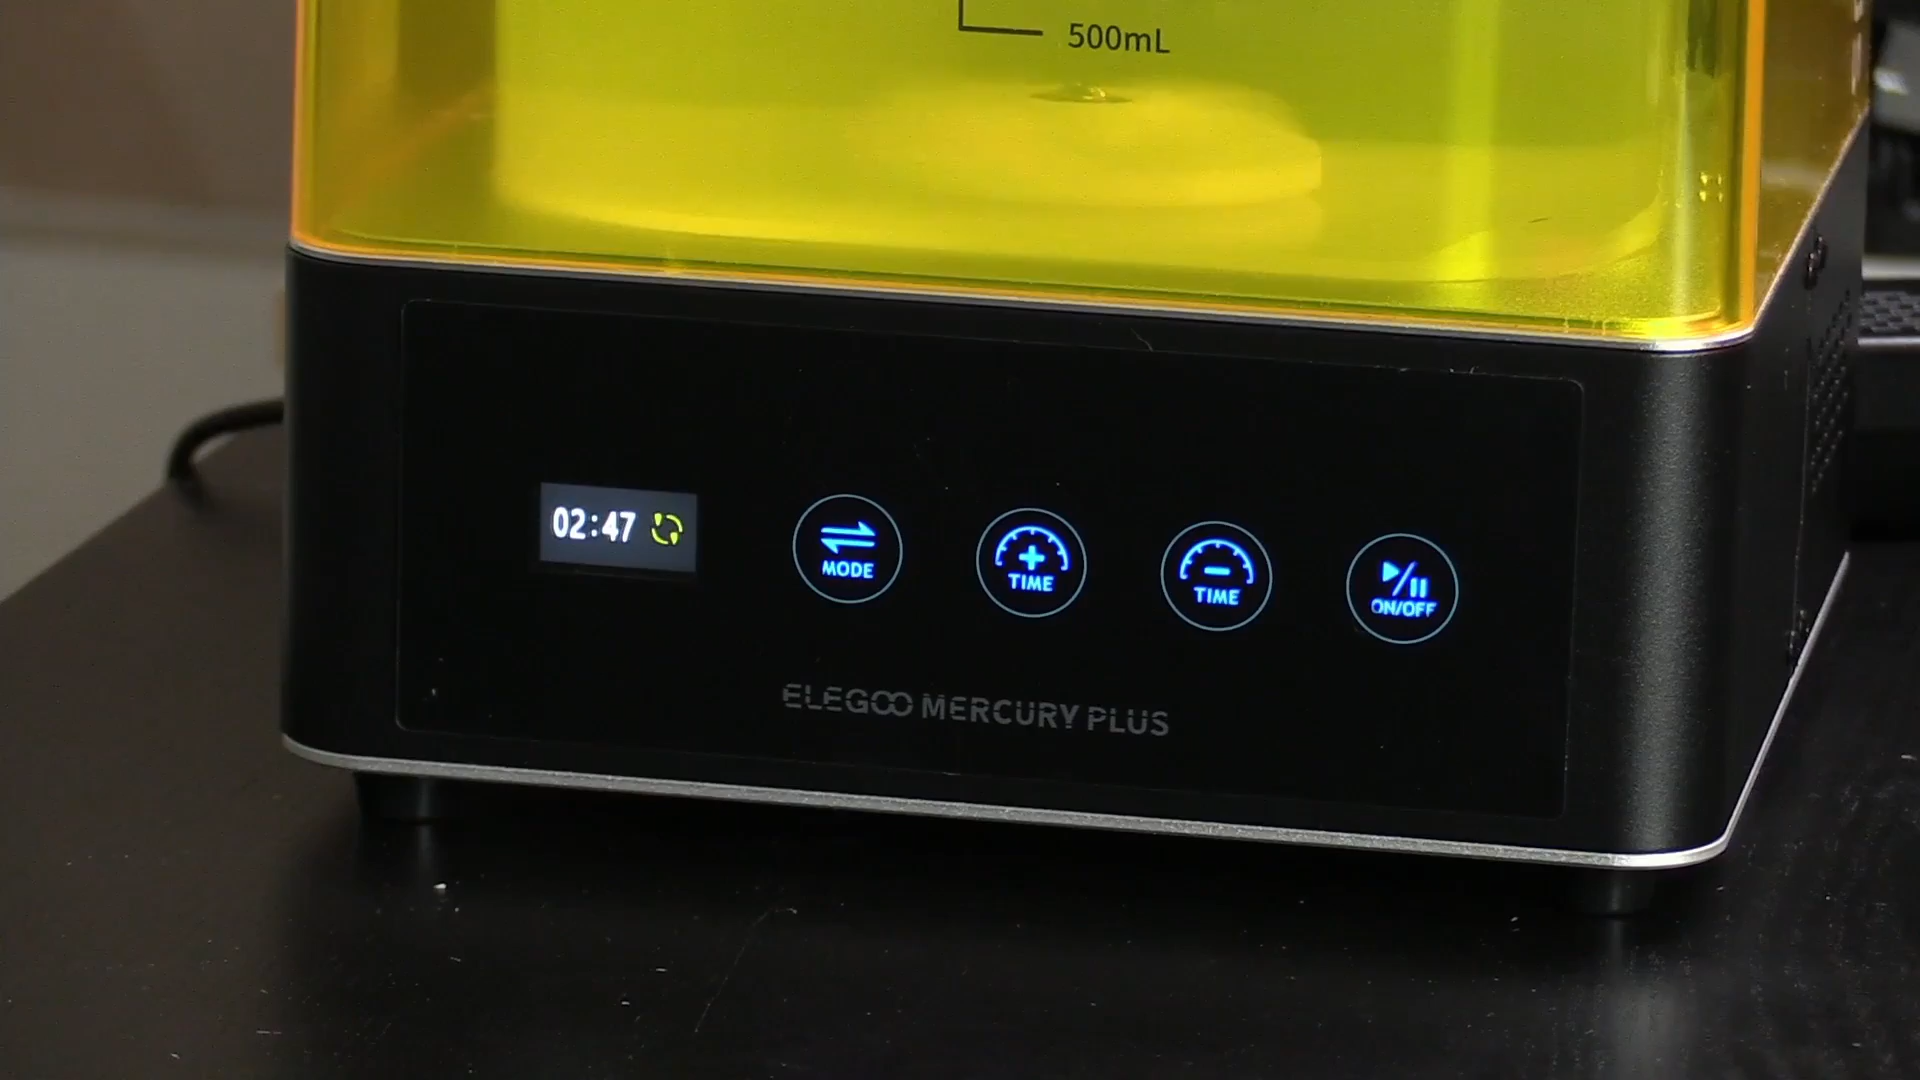 500mL
02:47
MODE
TIME
TIME
ON/OFF
ELEGOO MERCURY PLUS